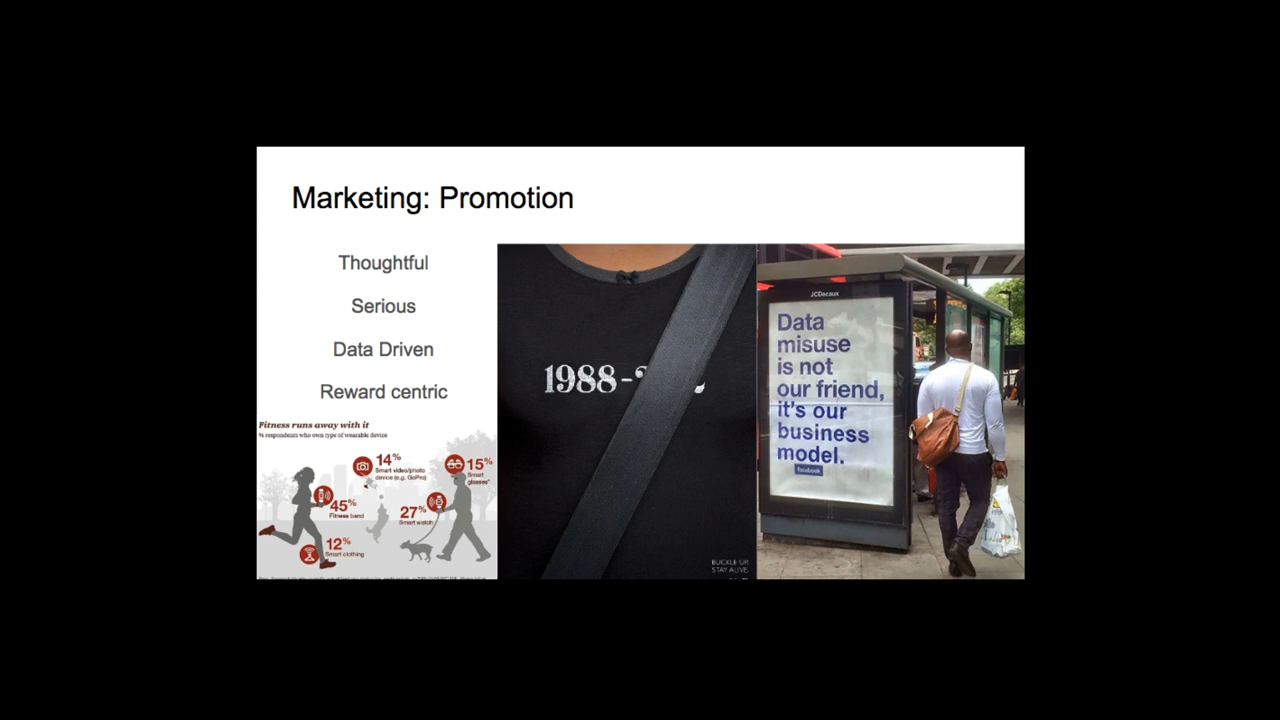 Marketing: Promotion
Thoughtful
Serious
Data Driven
Reward centric
Fitness runs away with it
% respondents who own type of wearable device
14%
Smart video/photo
device (e.g. GoPro)
15%
Smart
glasses*
45%
Fitness band
27%
Smart watch
12%
Smart clothing
1988-
BUCKLE UP.
STAY ALIVE.
JCDecaux
Data
misuse
is not
our friend,
it's our
business
model.
facebook